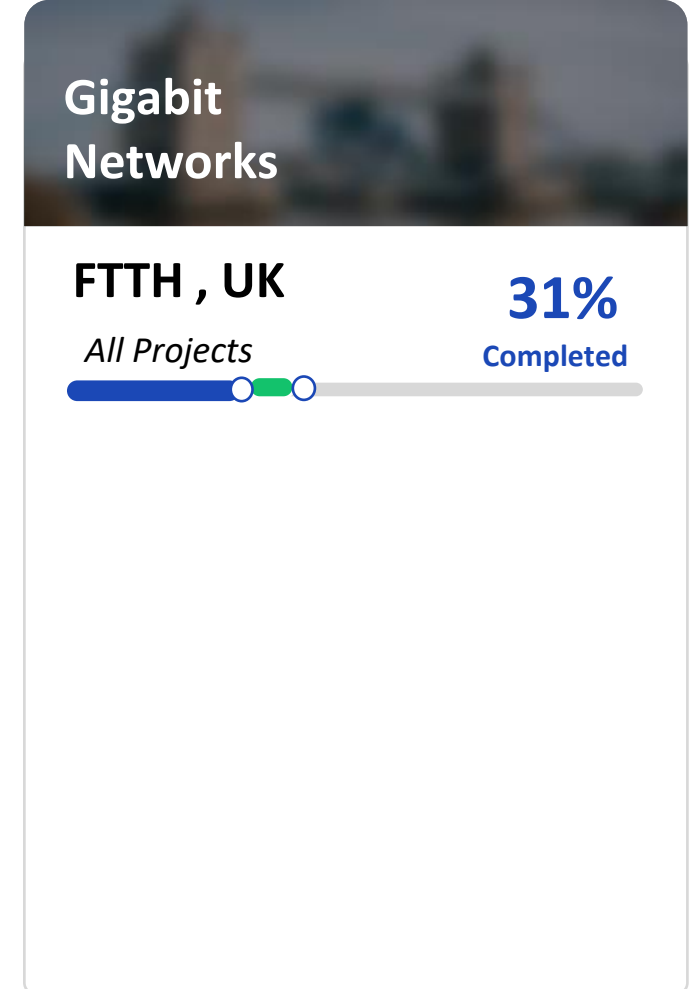 Gigabit
Networks
FTTH , UK
31%
All Projects
Completed